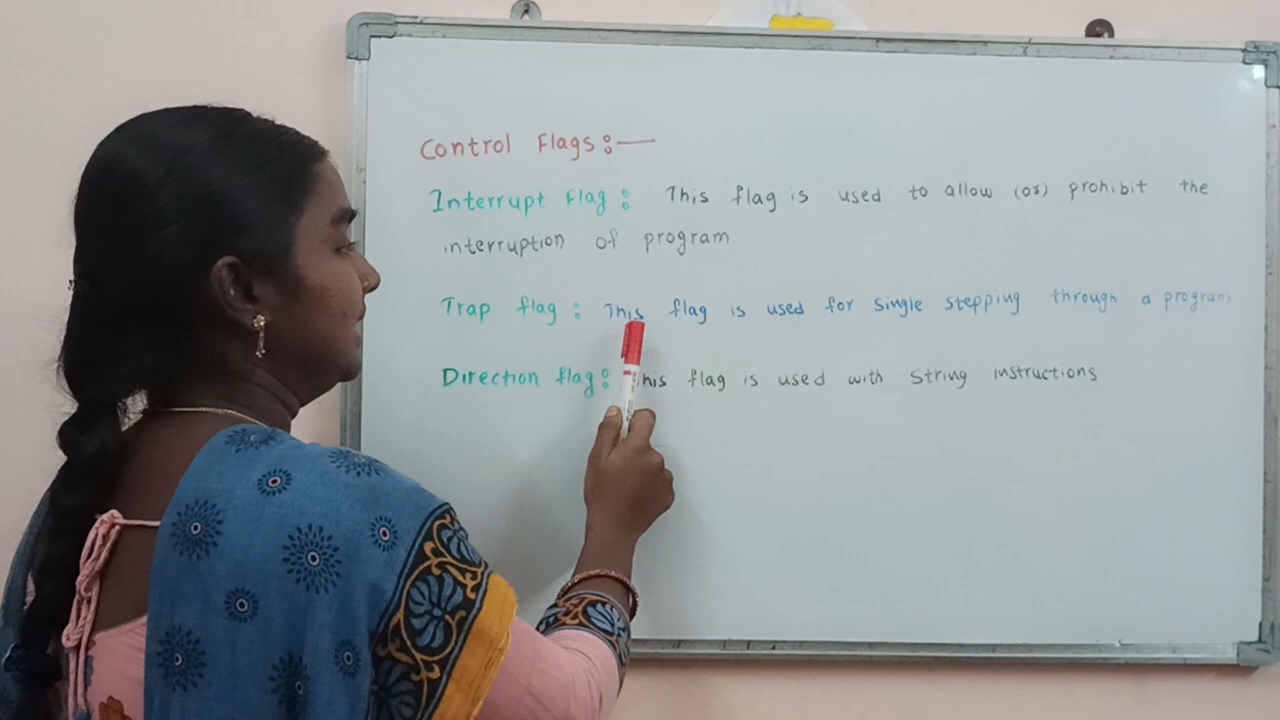 Control Flags:—
Interrupt Flag: This flag is used to allow (or) prohibit the
interruption of program.
Trap flag: This flag is used for single stepping through a program
Direction flag: This flag is used with string instructions